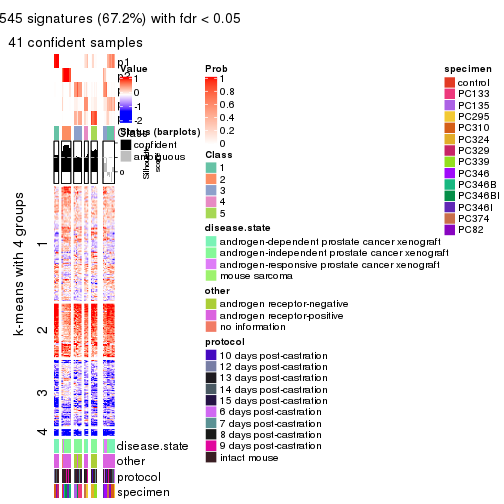 545 signatures (67.2%) with fdr < 0.05
41 confident samples
p1
Value
1
0
-1
-2
Class
Status (barplots)
confident
ambiguous
0
Silhouette
score
k-means with 4 groups
1
2
3
4
disease.state
other
protocol
specimen
Prob
1
0.8
0.6
0.4
0.2
0
Class
1
2
3
4
5
disease.state
androgen-dependent prostate cancer xenograft
androgen-independent prostate cancer xenograft
androgen-responsive prostate cancer xenograft
mouse sarcoma
other
androgen receptor-negative
androgen receptor-positive
no information
protocol
10 days post-castration
12 days post-castration
13 days post-castration
14 days post-castration
15 days post-castration
6 days post-castration
7 days post-castration
8 days post-castration
9 days post-castration
intact mouse
specimen
control
PC133
PC135
PC295
PC310
PC324
PC329
PC339
PC346
PC346B
PC346BI
PC346I
PC374
PC82